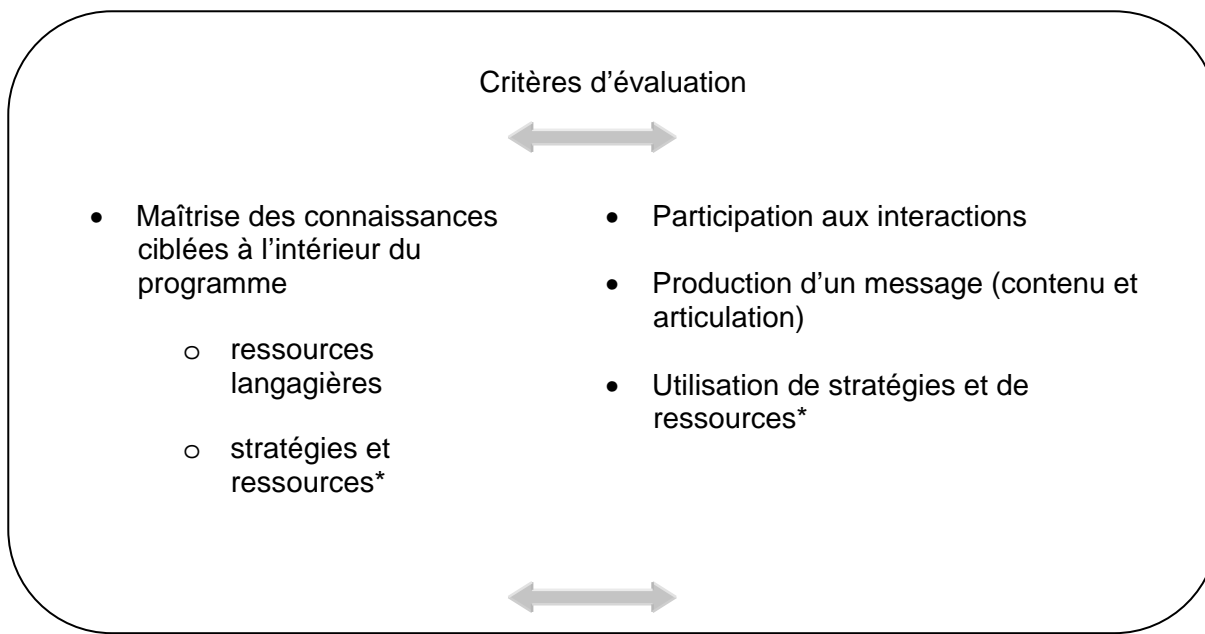 Critères d’évaluation
• Maîtrise des connaissances
ciblées à l’intérieur du
programme
o ressources
langagières
o stratégies et
ressources*
• Participation aux interactions
• Production d’un message (contenu et
articulation)
• Utilisation de stratégies et de
ressources*